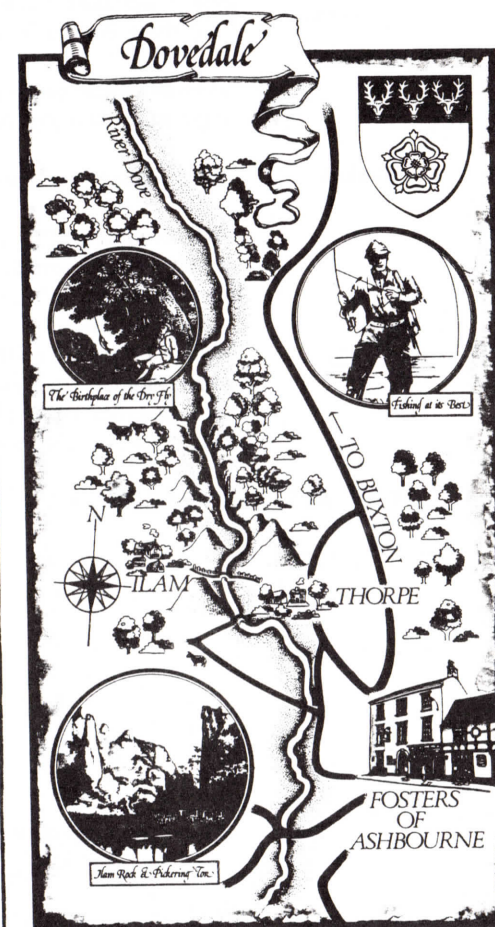 Dovedale
River Dove
The Birthplace of the Dry Fly
Fishing at its Best
← TO BUXTON
N
ILAM
THORPE
FOSTERS
OF
ASHBOURNE
Ilam Rock & Pickering Tor